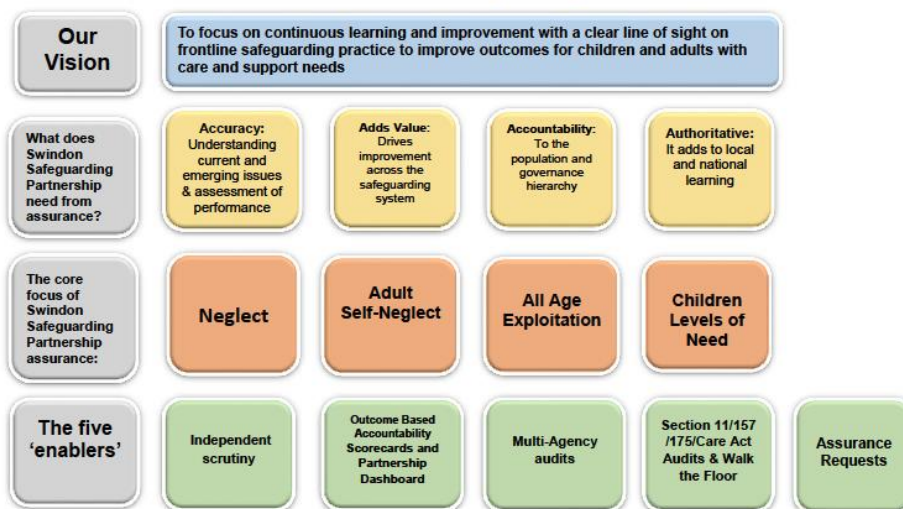 Our
Vision
To focus on continuous learning and improvement with a clear line of sight on
frontline safeguarding practice to improve outcomes for children and adults with
care and support needs
What does
Swindon
Safeguarding
Partnership
need from
assurance?
Accuracy:
Understanding
current and
emerging issues
& assessment of
performance
Adds Value:
Drives
improvement
across the
safeguarding
system
Accountability:
To the
population and
governance
hierarchy
Authoritative:
It adds to local
and national
learning
The core
focus of
Swindon
Safeguarding
Partnership
assurance:
Neglect
Adult
Self-Neglect
All Age
Exploitation
Children
Levels of
Need
The five
‘enablers’
Independent
scrutiny
Outcome Based
Accountability
Scorecards and
Partnership
Dashboard
Multi-Agency
audits
Section 11/157
/175/Care Act
Audits & Walk
the Floor
Assurance
Requests